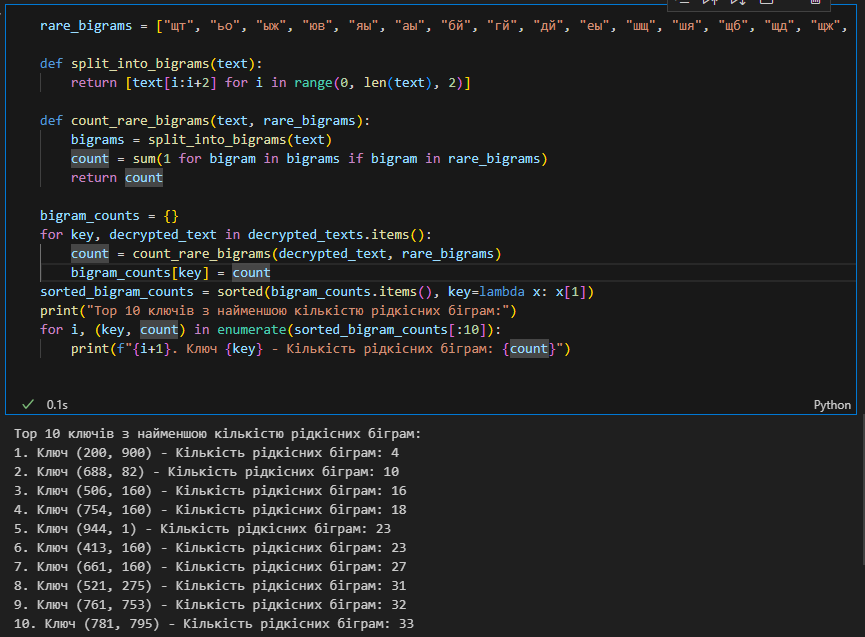 rare_bigrams = ["щт", "ьо", "ыж", "юв", "яы", "аы", "бй", "гй", "дй", "еы", "шщ", "шя", "щб", "щд", "щж",
def split_into_bigrams(text):
    return [text[i:i+2] for i in range(0, len(text), 2)]
def count_rare_bigrams(text, rare_bigrams):
    bigrams = split_into_bigrams(text)
    count = sum(1 for bigram in bigrams if bigram in rare_bigrams)
    return count
bigram_counts = {}
for key, decrypted_text in decrypted_texts.items():
    count = count_rare_bigrams(decrypted_text, rare_bigrams)
    bigram_counts[key] = count
sorted_bigram_counts = sorted(bigram_counts.items(), key=lambda x: x[1])
print("Top 10 ключів з найменшою кількістю рідкісних біграм:")
for i, (key, count) in enumerate(sorted_bigram_counts[:10]):
    print(f"{i+1}. Ключ {key} - Кількість рідкісних біграм: {count}")
0.1s
Python
Top 10 ключів з найменшою кількістю рідкісних біграм:
1. Ключ (200, 900) - Кількість рідкісних біграм: 4
2. Ключ (688, 82) - Кількість рідкісних біграм: 10
3. Ключ (506, 160) - Кількість рідкісних біграм: 16
4. Ключ (754, 160) - Кількість рідкісних біграм: 18
5. Ключ (944, 1) - Кількість рідкісних біграм: 23
6. Ключ (413, 160) - Кількість рідкісних біграм: 23
7. Ключ (661, 160) - Кількість рідкісних біграм: 27
8. Ключ (521, 275) - Кількість рідкісних біграм: 31
9. Ключ (761, 753) - Кількість рідкісних біграм: 32
10. Ключ (781, 795) - Кількість рідкісних біграм: 33